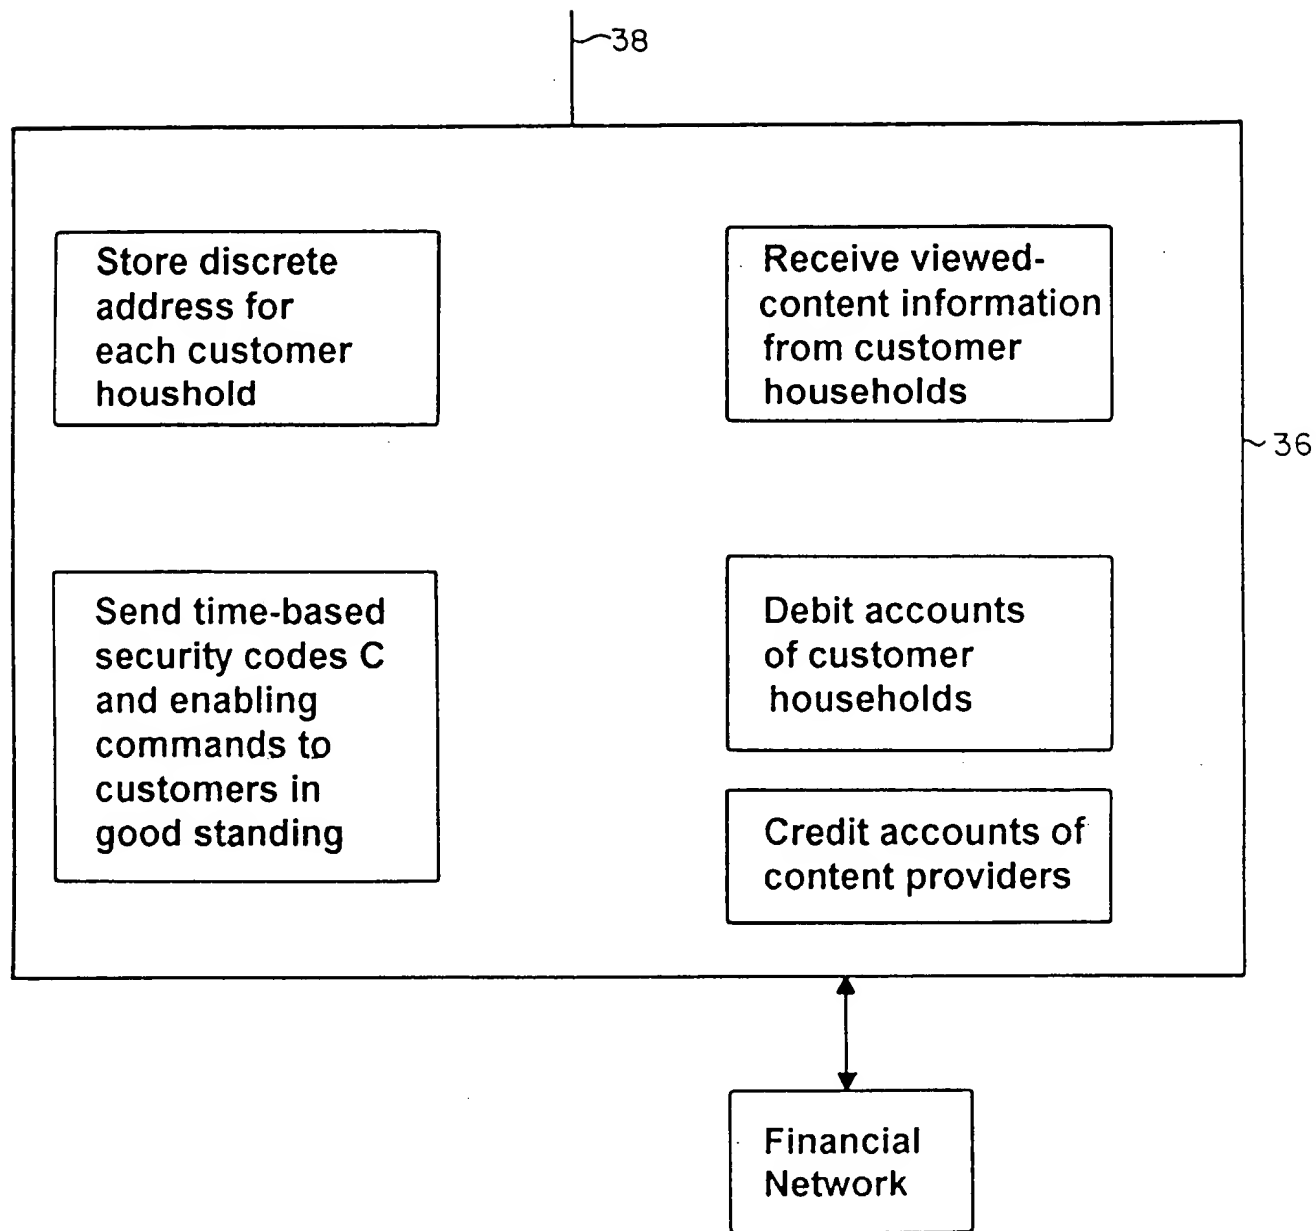 38
Store discrete
address for
each customer
houshold
Receive viewed-
content information
from customer
households
36
Send time-based
security codes C
and enabling
commands to
customers in
good standing
Debit accounts
of customer
households
Credit accounts of
content providers
Financial
Network